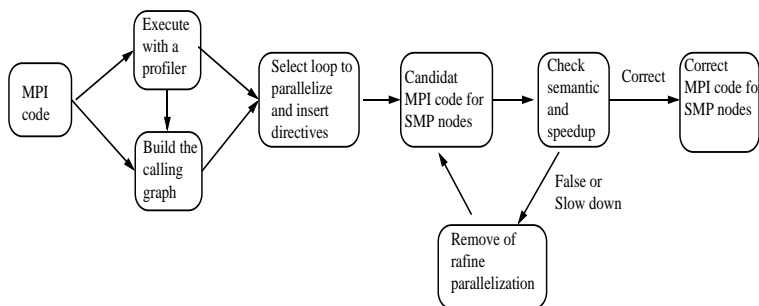 MPI
code
Execute
with a
profiler
Build the
calling
graph
Select loop to
parallelize
and insert
directives
Candidat
MPI code for
SMP nodes
Check
semantic
and
speedup
Correct
Correct
MPI code for
SMP nodes
False or
Slow down
Remove of
rafine
parallelization